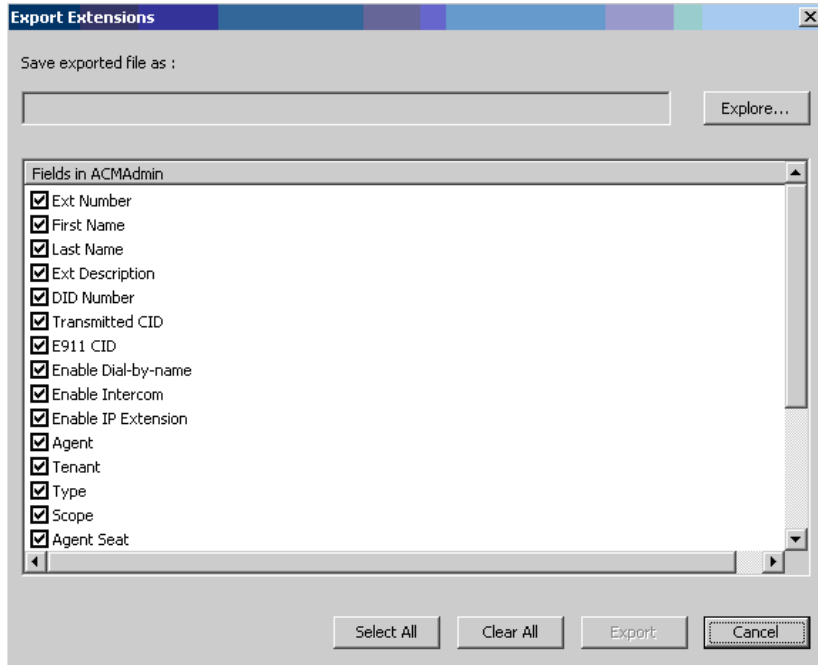 Export Extensions
Save exported file as :
Explore...
Fields in ACMAdmin
Ext Number
First Name
Last Name
Ext Description
DID Number
Transmitted CID
E911 CID
Enable Dial-by-name
Enable Intercom
Enable IP Extension
Agent
Tenant
Type
Scope
Agent Seat
Select All
Clear All
Export
Cancel